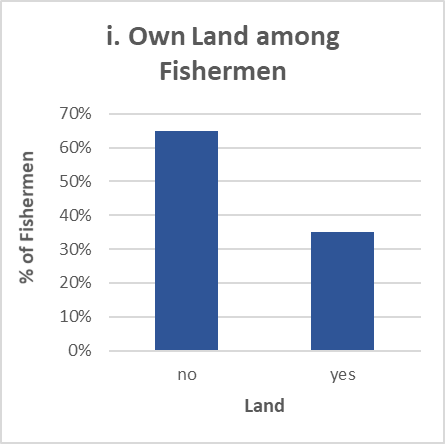 i. Own Land among
Fishermen
70%
60%
50%
40%
30%
20%
10%
0%
% of Fishermen
no
yes
Land